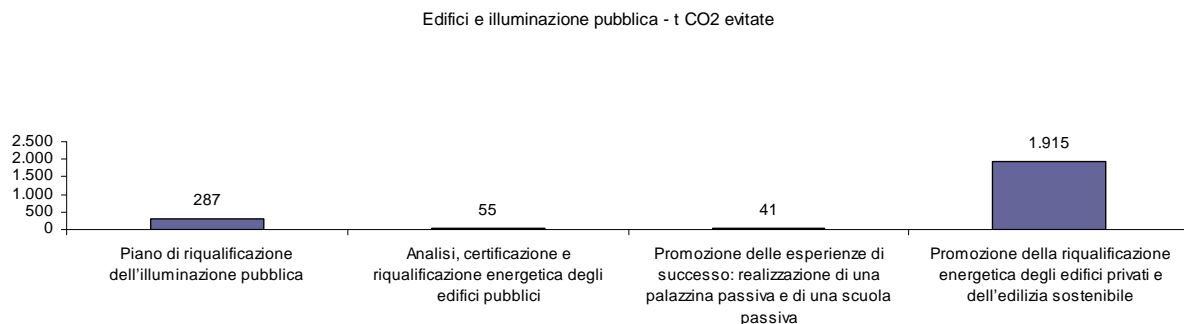 Edifici e illuminazione pubblica - t CO2 evitate
2.500
2.000
1.500
1.000
500
0
287
55
41
1.915
Piano di riqualificazione
dell'illuminazione pubblica
Analisi, certificazione e
riqualificazione energetica degli
edifici pubblici
Promozione delle esperienze di
successo: realizzazione di una
palazzina passiva e di una scuola
passiva
Promozione della riqualificazione
energetica degli edifici privati e
dell'edilizia sostenibile